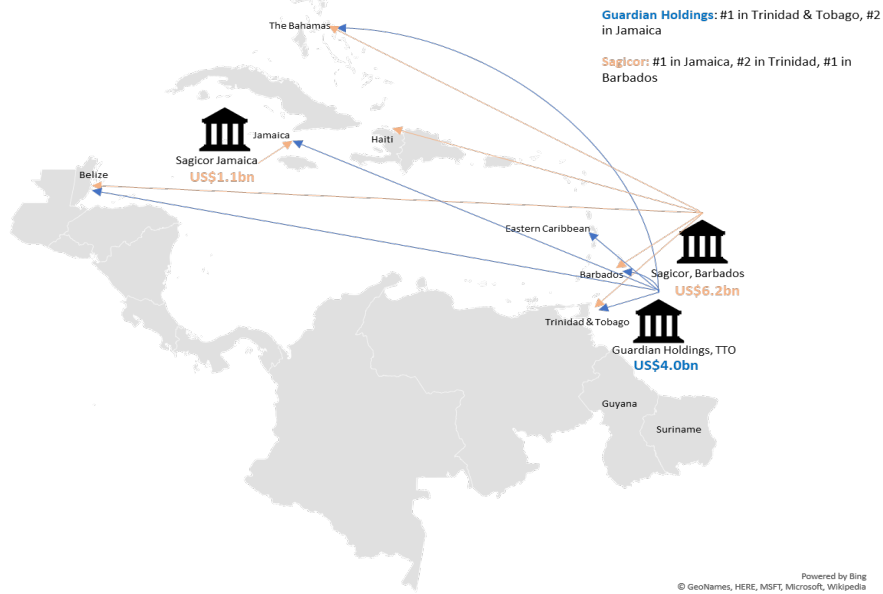 Guardian Holdings: #1 in Trinidad & Tobago, #2
in Jamaica
Sagicor: #1 in Jamaica, #2 in Trinidad, #1 in
Barbados
The Bahamas
Jamaica
Haiti
Sagicor Jamaica
US$1.1bn
Belize
Eastern Caribbean
Barbados
Sagicor, Barbados
US$6.2bn
Trinidad & Tobago
Guardian Holdings, TTO
US$4.0bn
Guyana
Suriname
Powered by Bing
© GeoNames, HERE, MSFT, Microsoft, Wikipedia